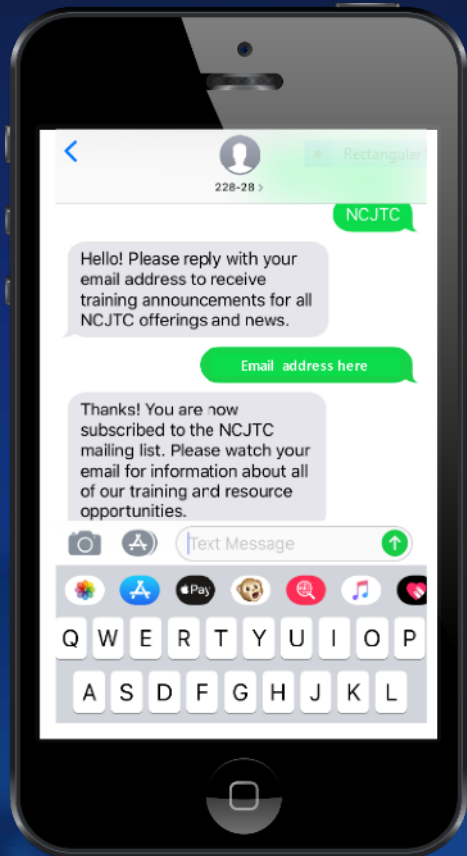 Rectangular
228-28 >
NCJTC
Hello! Please reply with your
email address to receive
training announcements for all
NCJTC offerings and news.
Email address here
Thanks! You are now
subscribed to the NCJTC
mailing list. Please watch your
email for information about all
of our training and resource
opportunities.
Text Message
Pay
Q W E R T Y U I O P
A S D F G H J K L